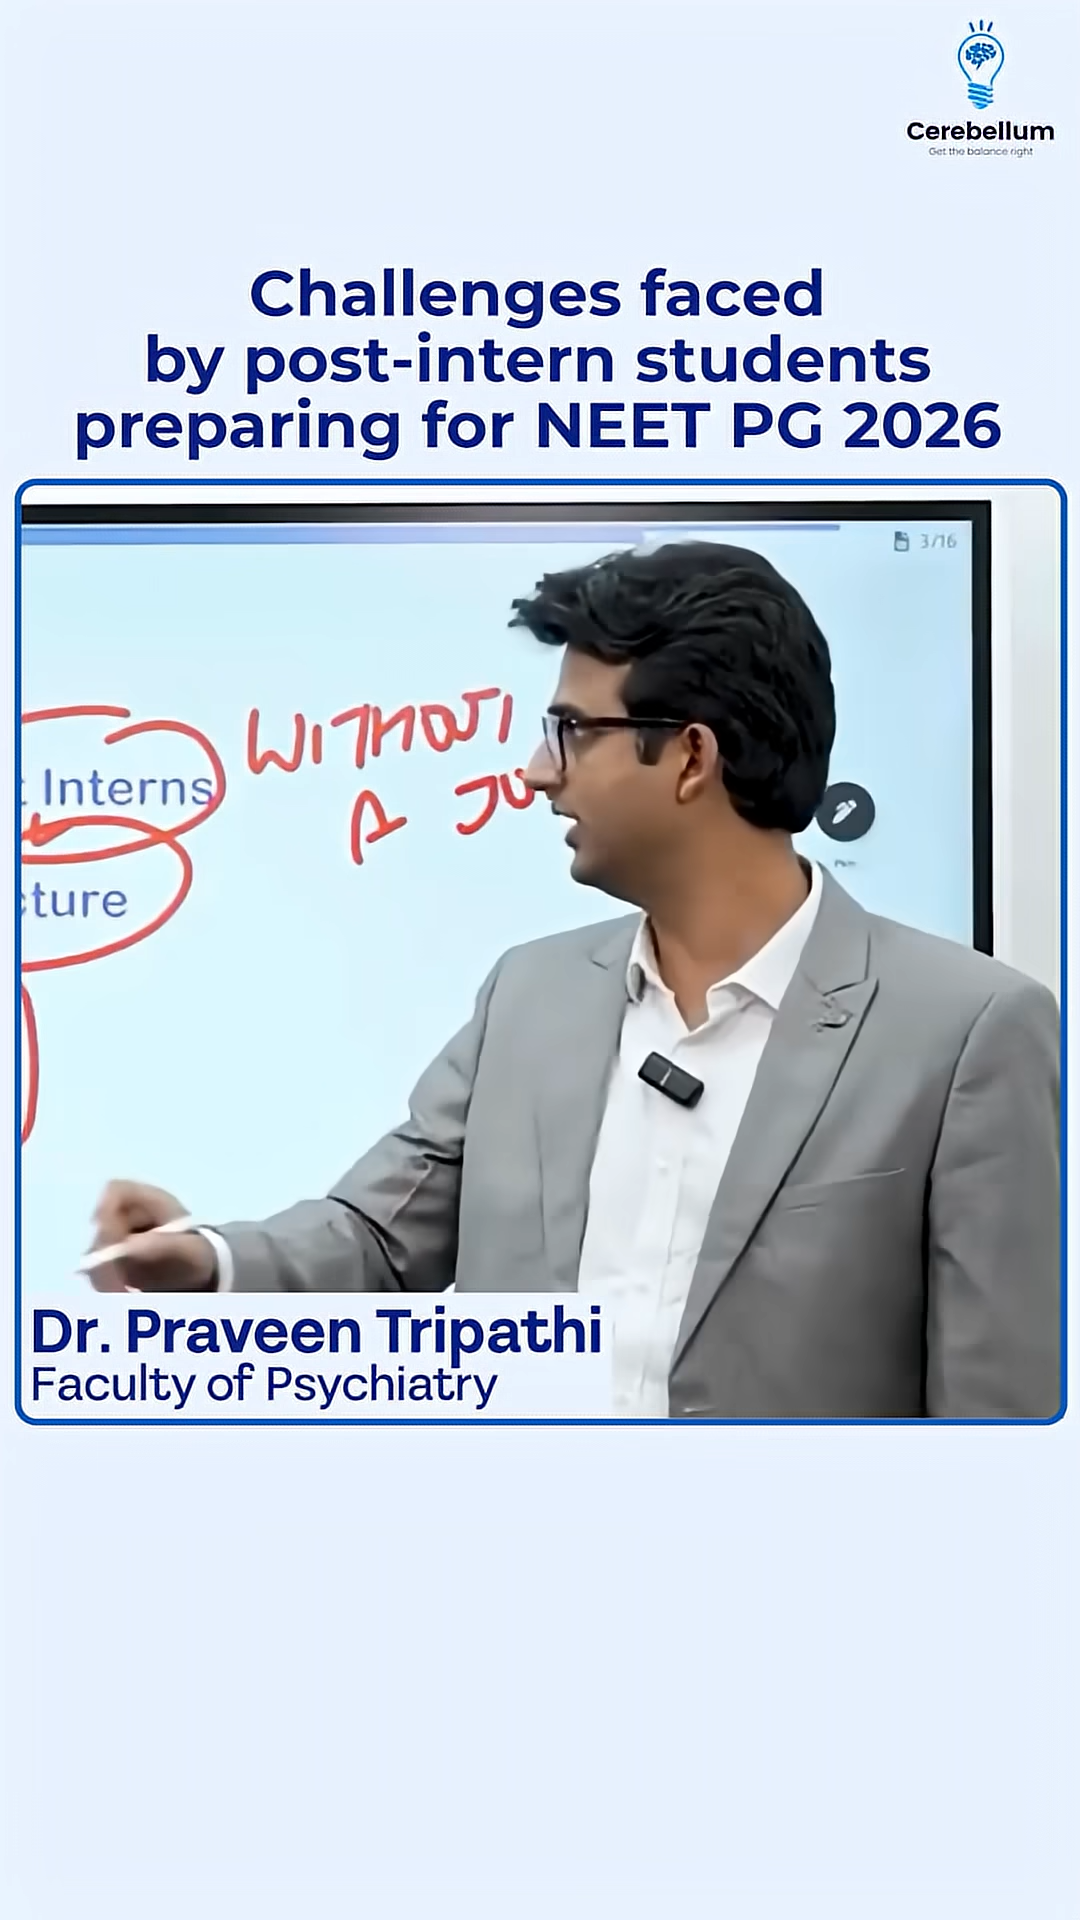 Cerebellum
Get the balance right
Challenges faced
by post-intern students
preparing for NEET PG 2026
3/16
WITHOUT
Interns
A
cture
Dr. Praveen Tripathi
Faculty of Psychiatry